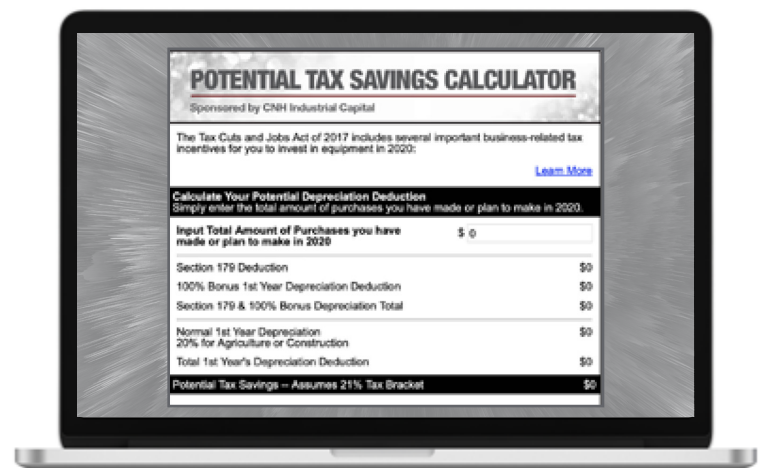 POTENTIAL TAX SAVINGS CALCULATOR
Sponsored by CNH Industrial Capital
The Tax Cuts and Jobs Act of 2017 includes several important business-related tax
incentives for you to invest in equipment in 2020:
Learn More
Calculate Your Potential Depreciation Deduction
Simply enter the total amount of purchases you have made or plan to make in 2020.
Input Total Amount of Purchases you have
made or plan to make in 2020
$ 0
Section 179 Deduction $0
100% Bonus 1st Year Depreciation Deduction $0
Section 179 & 100% Bonus Depreciation Total $0
Normal 1st Year Depreciation $0
20% for Agriculture or Construction
Total 1st Year's Depreciation Deduction $0
Potential Tax Savings -- Assumes 21% Tax Bracket $0